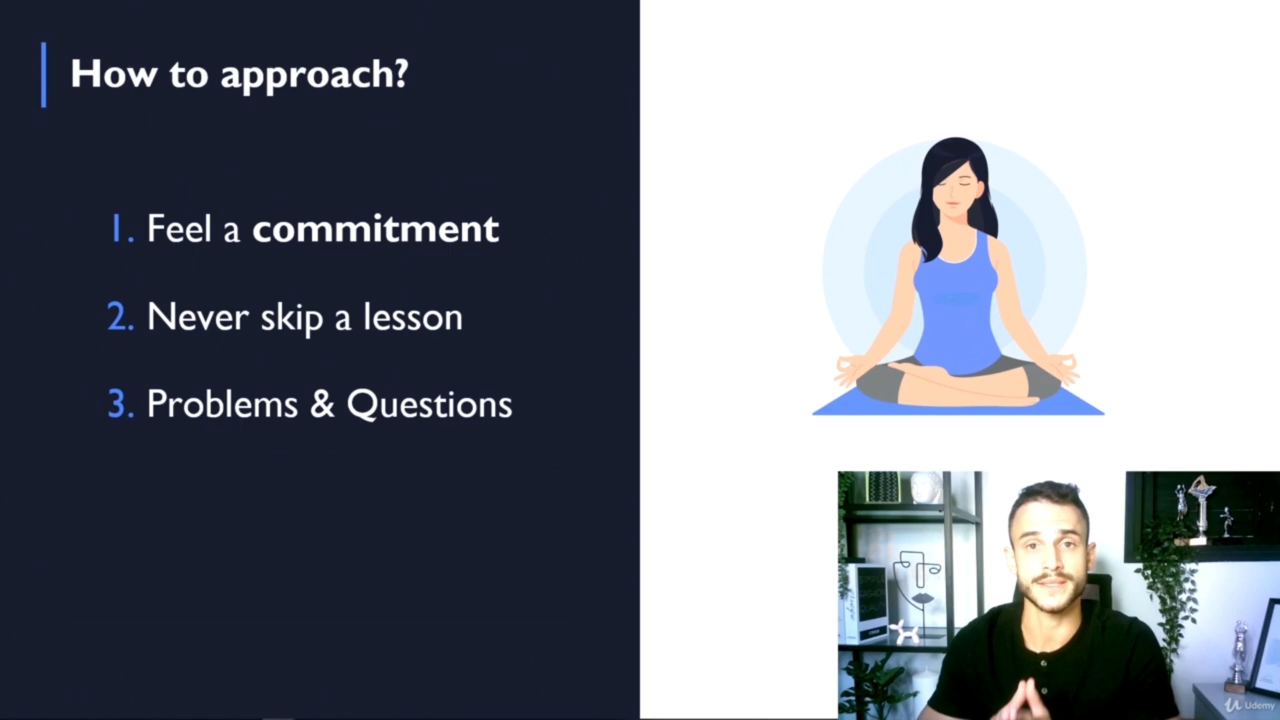 How to approach?
1. Feel a commitment
2. Never skip a lesson
3. Problems & Questions
Udemy